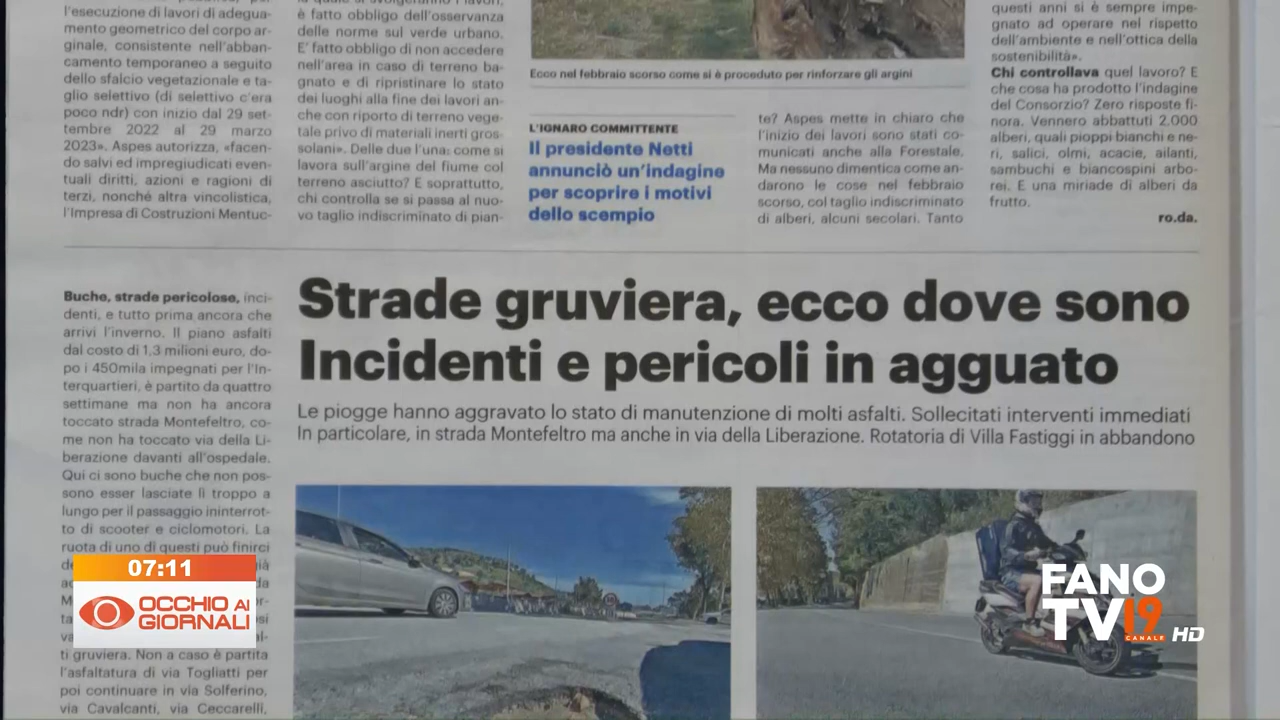 l'esecuzione di lavori di adegua-
mento geometrico del corpo ar-
ginale, consistente nell'abban-
camento temporaneo a seguito
dello sfalcio vegetazionale e ta-
glio selettivo (di selettivo c'era
poco ndr) con inizio dal 29 set-
tembre 2022 al 29 marzo
2023». Aspes autorizza, «facen-
do salvi ed impregiudicati even-
tuali diritti, azioni e ragioni di
terzi, nonché altra vincolistica,
l'Impresa di Costruzioni Mentuc-
è fatto obbligo dell'osservanza
delle norme sul verde urbano.
E' fatto obbligo di non accedere
nell'area in caso di terreno ba-
gnato e di ripristinare lo stato
dei luoghi alla fine dei lavori an-
che con riporto di terreno vege-
tale privo di materiali inerti gros-
solani». Delle due l'una: come si
lavora sull'argine del fiume col
terreno asciutto? E soprattutto,
chi controlla se si passa al nuo-
vo taglio indiscriminato di pian-
Ecco nel febbraio scorso come si è proceduto per rinforzare gli argini
L'IGNARO COMMITTENTE
Il presidente Netti
annunciò un'indagine
per scoprire i motivi
dello scempio
te? Aspes mette in chiaro che
l'inizio dei lavori sono stati co-
municati anche alla Forestale.
Ma nessuno dimentica come an-
darono le cose nel febbraio
scorso, col taglio indiscriminato
di alberi, alcuni secolari. Tanto
questi anni si è sempre impe-
gnato ad operare nel rispetto
dell'ambiente e nell'ottica della
sostenibilità».
Chi controllava quel lavoro? E
che cosa ha prodotto l'indagine
del Consorzio? Zero risposte fi-
nora. Vennero abbattuti 2.000
alberi, quali pioppi bianchi e ne-
ri, salici, olmi, acacie, ailanti,
sambuchi e biancospini arbo-
rei. E una miriade di alberi da
frutto.
ro.da.
Strade gruviera, ecco dove sono
Incidenti e pericoli in agguato
Le piogge hanno aggravato lo stato di manutenzione di molti asfalti. Sollecitati interventi immediati
In particolare, in strada Montefeltro ma anche in via della Liberazione. Rotatoria di Villa Fastiggi in abbandono
Buche, strade pericolose, inci-
denti, e tutto prima ancora che
arrivi l'inverno. Il piano asfalti
dal costo di 1,3 milioni euro, do-
po i 450mila impegnati per l'In-
terquartieri, è partito da quattro
settimane ma non ha ancora
toccato strada Montefeltro, co-
me non ha toccato via della Li-
berazione davanti all'ospedale.
Qui ci sono buche che non pos-
sono esser lasciate lì troppo a
lungo per il passaggio ininterrot-
to di scooter e ciclomotori. La
ruota di uno di questi può finirci
ti gruviera. Non a caso è partita
l'asfaltatura di via Togliatti per
poi continuare in via Solferino,
via Cavalcanti, via Ceccarelli,
07:11
OCCHIO AI
GIORNALI
FANO
TV19
CANALE
HD